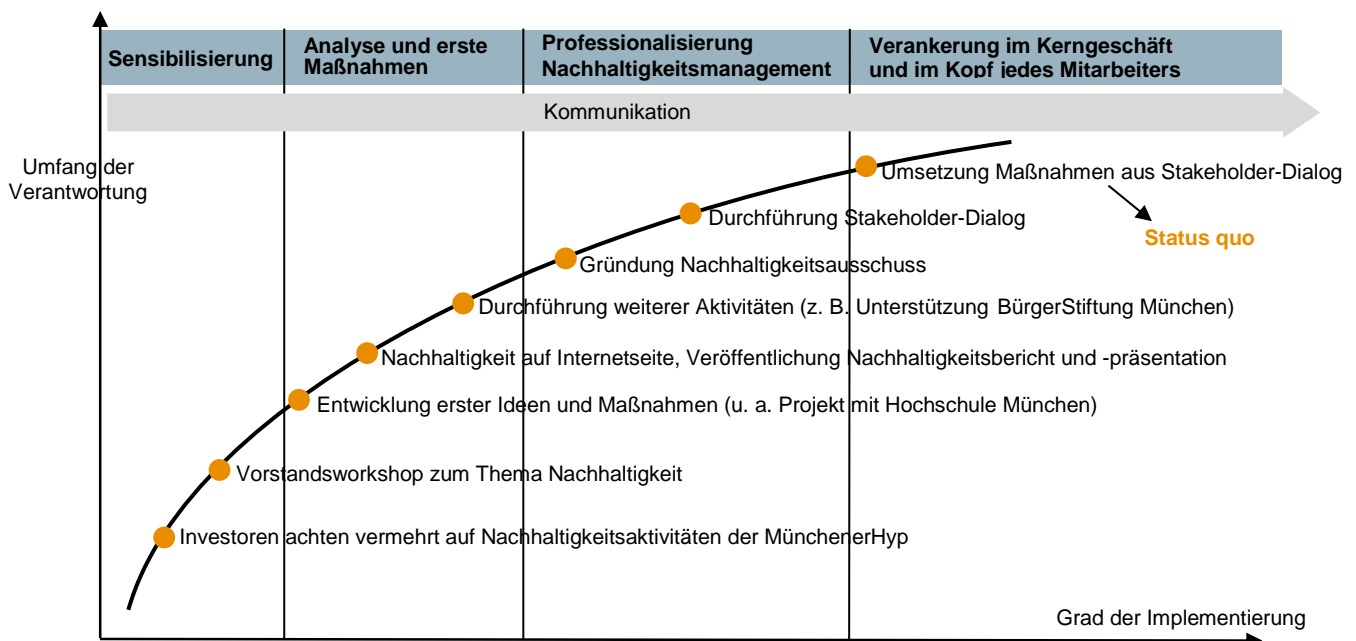 Sensibilisierung
Analyse und erste
Maßnahmen
Professionalisierung
Nachhaltigkeitsmanagement
Verankerung im Kerngeschäft
und im Kopf jedes Mitarbeiters
Kommunikation
Umfang der
Verantwortung
Umsetzung Maßnahmen aus Stakeholder-Dialog
Status quo
Durchführung Stakeholder-Dialog
Gründung Nachhaltigkeitsausschuss
Durchführung weiterer Aktivitäten (z. B. Unterstützung BürgerStiftung München)
Nachhaltigkeit auf Internetseite, Veröffentlichung Nachhaltigkeitsbericht und -präsentation
Entwicklung erster Ideen und Maßnahmen (u. a. Projekt mit Hochschule München)
Vorstandsworkshop zum Thema Nachhaltigkeit
Investoren achten vermehrt auf Nachhaltigkeitsaktivitäten der MünchenerHyp
Grad der Implementierung